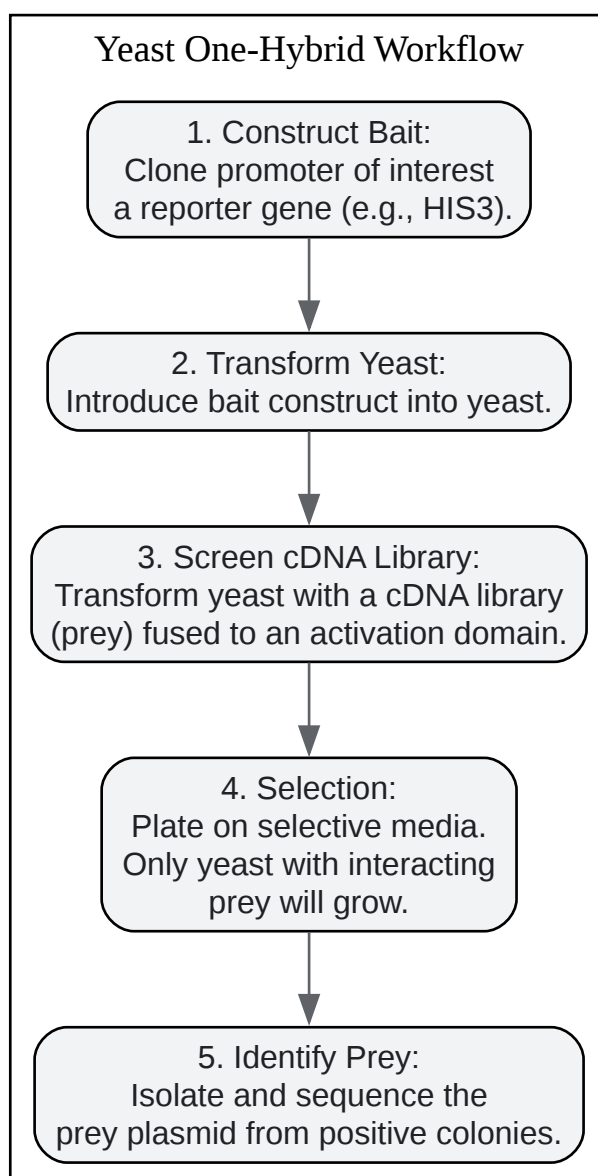 Yeast One-Hybrid Workflow
1. Construct Bait:
Clone promoter of interest
a reporter gene (e.g., HIS3).
2. Transform Yeast:
Introduce bait construct into yeast.
3. Screen cDNA Library:
Transform yeast with a cDNA library
(prey) fused to an activation domain.
4. Selection:
Plate on selective media.
Only yeast with interacting
prey will grow.
5. Identify Prey:
Isolate and sequence the
prey plasmid from positive colonies.